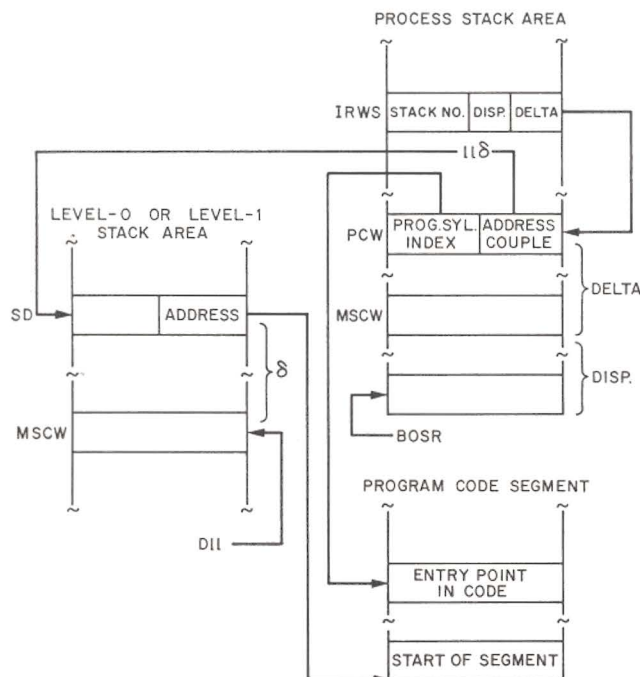 PROCESS STACK AREA
IRWS STACK NO. DISP. DELTA
ιιδ
LEVEL-0 OR LEVEL-1
STACK AREA
PCW PROG.SYL. INDEX ADDRESS COUPLE
DELTA
SD ADDRESS
MSCW
δ
DISP.
MSCW
BOSR
PROGRAM CODE SEGMENT
Dιι
ENTRY POINT
IN CODE
START OF SEGMENT